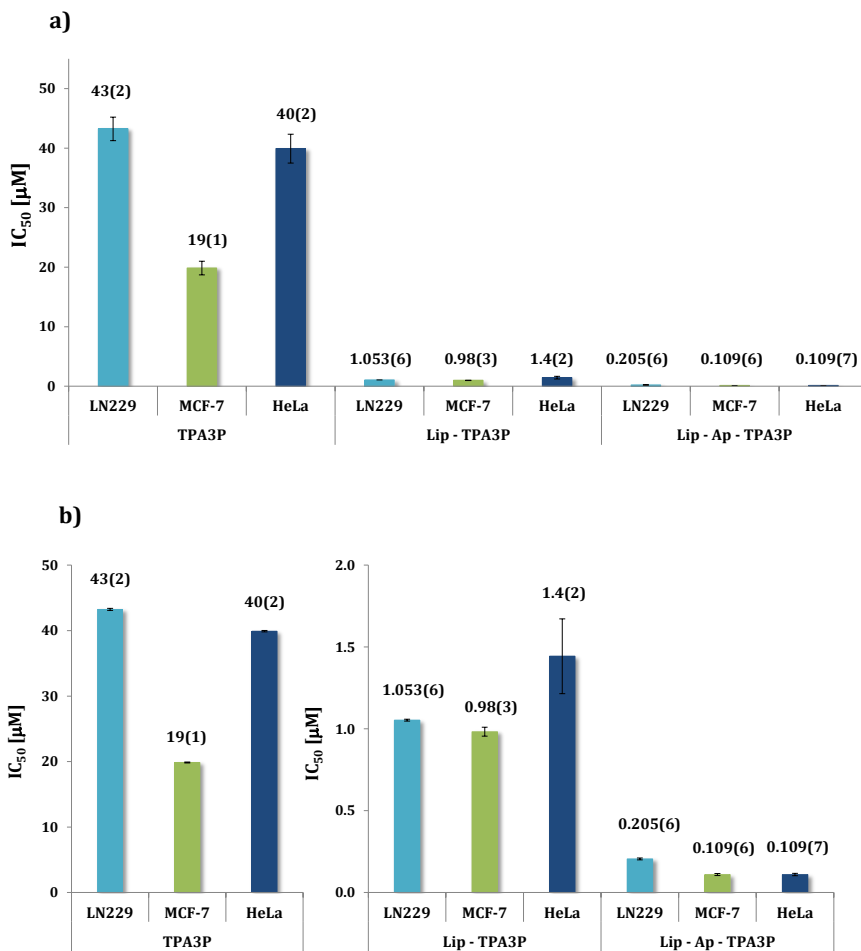 a)
50
43(2)
40(2)
40
30
19(1)
20
10
1.053(6) 0.98(3) 1.4(2) 0.205(6) 0.109(6) 0.109(7)
0
IC50 [µM]
LN229 MCF-7 HeLa LN229 MCF-7 HeLa LN229 MCF-7 HeLa
TPA3P Lip - TPA3P Lip - Ap - TPA3P
b)
50
43(2)
40(2)
40
30
19(1)
20
10
0
IC50 [µM]
LN229 MCF-7 HeLa
TPA3P
2.0
1.4(2)
1.5
1.053(6) 0.98(3)
1.0
0.5
0.205(6) 0.109(6) 0.109(7)
0.0
IC50 [µM]
LN229 MCF-7 HeLa LN229 MCF-7 HeLa
Lip - TPA3P Lip - Ap - TPA3P